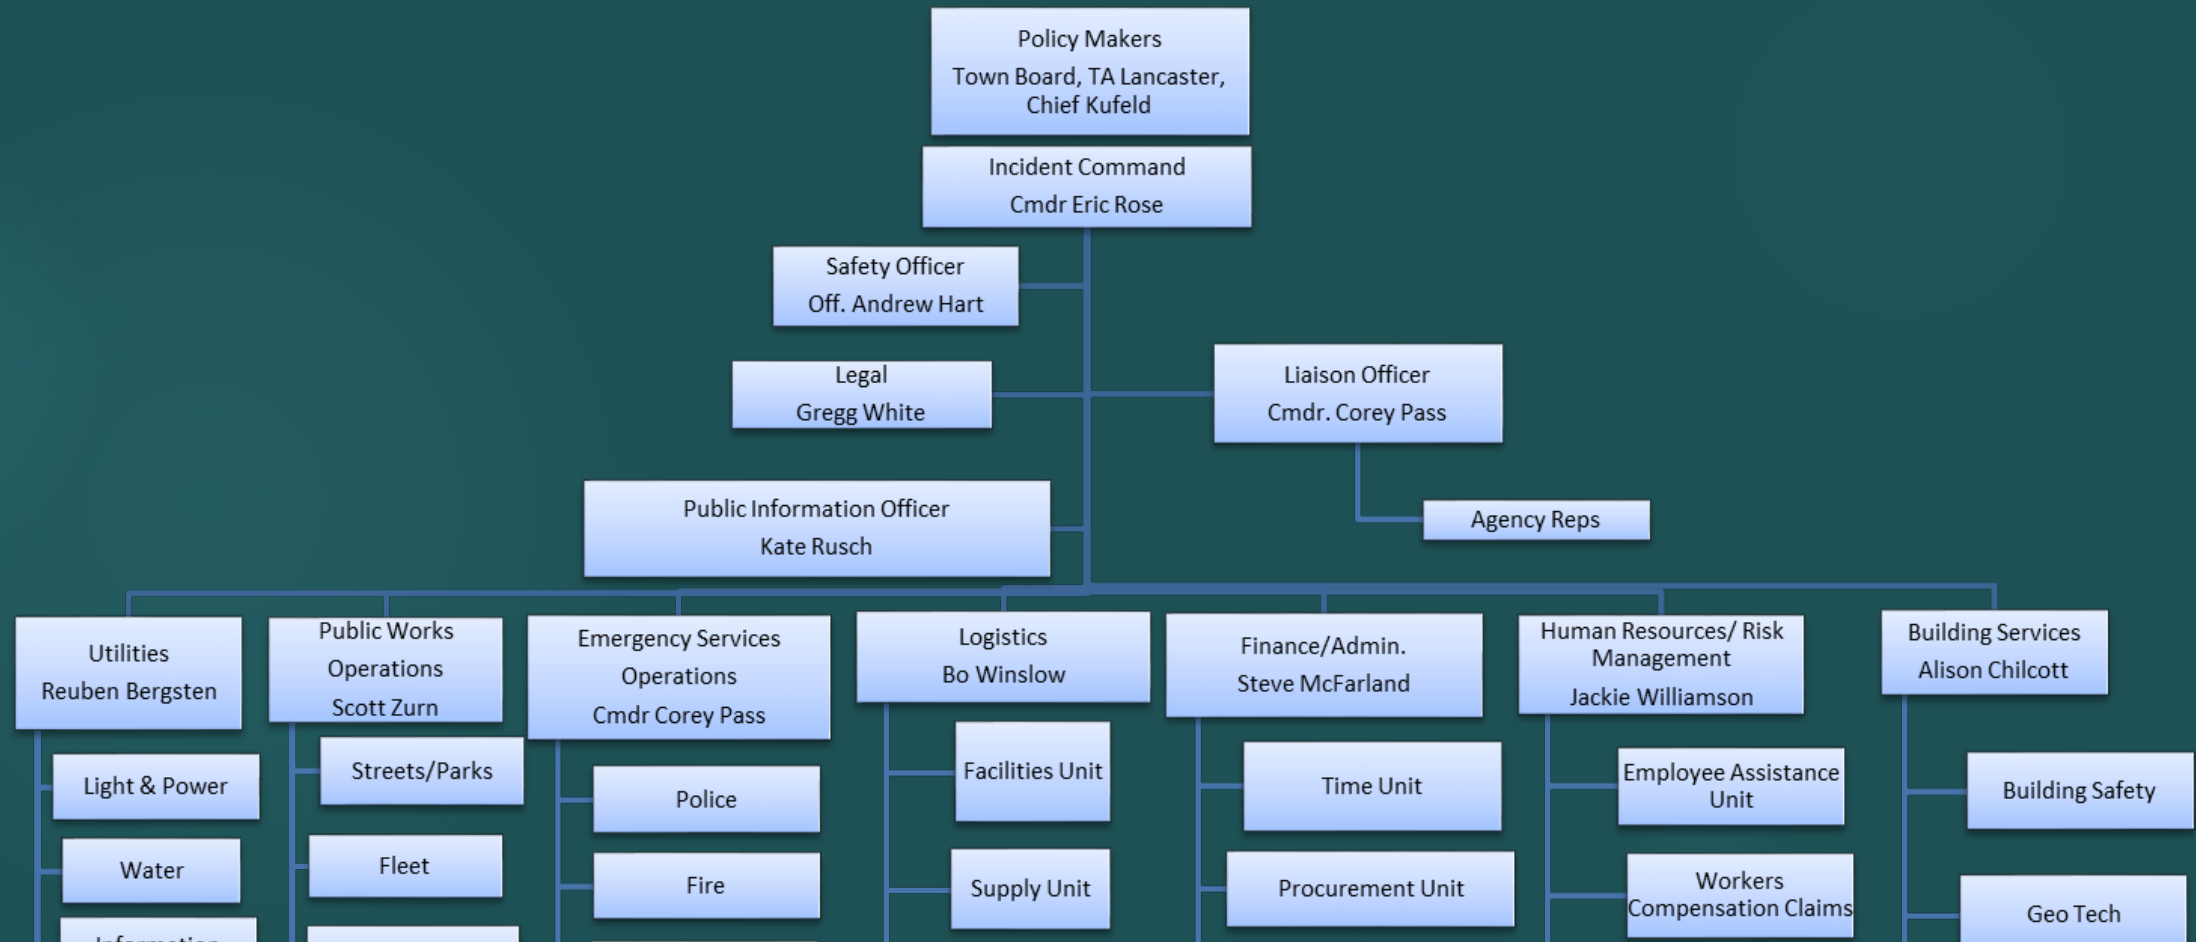 Policy Makers
Town Board, TA Lancaster,
Chief Kufeld
Incident Command
Cmdr Eric Rose
Safety Officer
Off. Andrew Hart
Legal
Gregg White
Liaison Officer
Cmdr. Corey Pass
Public Information Officer
Kate Rusch
Agency Reps
Utilities
Reuben Bergsten
Light & Power
Water
Information
Public Works
Operations
Scott Zurn
Streets/Parks
Fleet
Emergency Services
Operations
Cmdr Corey Pass
Police
Fire
Logistics
Bo Winslow
Facilities Unit
Supply Unit
Finance/Admin.
Steve McFarland
Time Unit
Procurement Unit
Human Resources/ Risk
Management
Jackie Williamson
Employee Assistance
Unit
Workers
Compensation Claims
Building Services
Alison Chilcott
Building Safety
Geo Tech